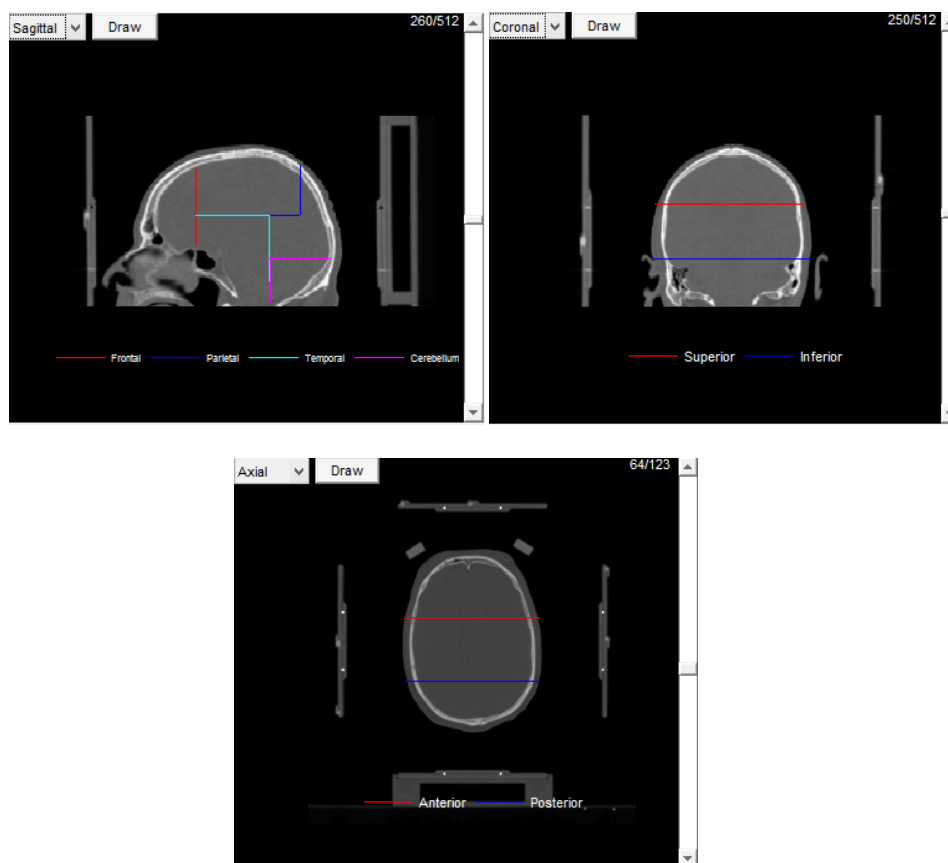 Sagittal Draw 260/512
Frontal Parietal Temporal Cerebellum
Coronal Draw 250/512
Superior Inferior
Axial Draw 64/123
Anterior Posterior